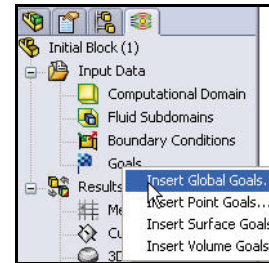 Initial Block (1)
Input Data
Computational Domain
Fluid Subdomains
Boundary Conditions
Goals
Insert Global Goals..
Results
Insert Point Goals...
Insert Surface Goals
Insert Volume Goals
3D